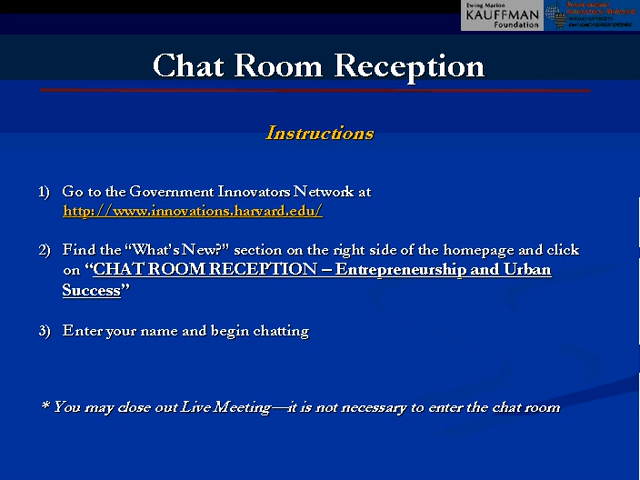 Ewing Marion
KAUFFMAN
Foundation
Chat Room Reception
Instructions
1) Go to the Government Innovators Network at
http://www.innovations.harvard.edu/
2) Find the “What’s New?” section on the right side of the homepage and click
on “CHAT ROOM RECEPTION – Entrepreneurship and Urban
Success”
3) Enter your name and begin chatting
* You may close out Live Meeting—it is not necessary to enter the chat room